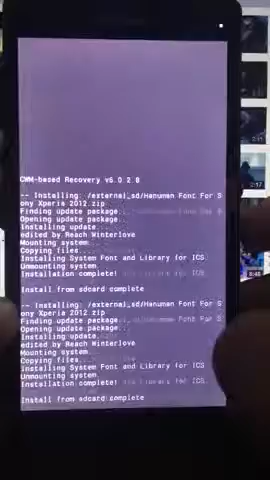 CWM-based Recovery v6.0.2.8
-- Installing: /external_sd/Hanuman Font For S
ony Xperia 2012.zip
Finding update package...
Opening update package...
Installing update...
edited by Reach Winterlove
Mounting system...
Copying files...
Installing System Font and Library for ICS
Unmounting system...
Installation complete!
Install from sdcard complete
-- Installing: /external_sd/Hanuman Font For S
ony Xperia 2012.zip
Finding update package...
Opening update package...
Installing update...
edited by Reach Winterlove
Mounting system...
Copying files...
Installing System Font and Library for ICS
Unmounting system...
Installation complete!
Install from sdcard complete